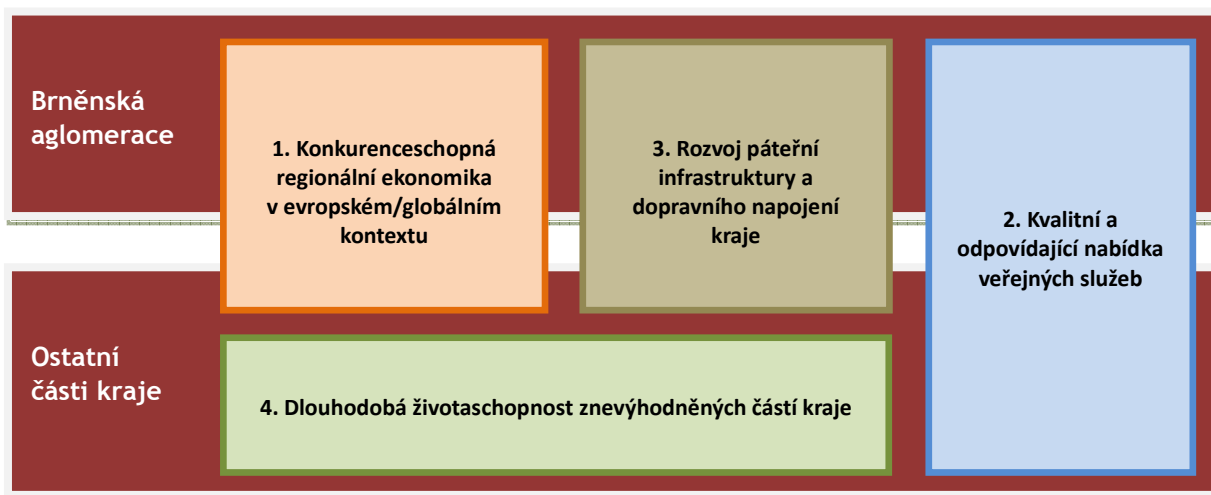 Brněnská
aglomerace
1. Konkurenceschopná
regionální ekonomika
v evropském/globálním
kontextu
3. Rozvoj páteřní
infrastruktury a
dopravního napojení
kraje
2. Kvalitní a
odpovídající nabídka
veřejných služeb
Ostatní
části kraje
4. Dlouhodobá životaschopnost znevýhodněných částí kraje